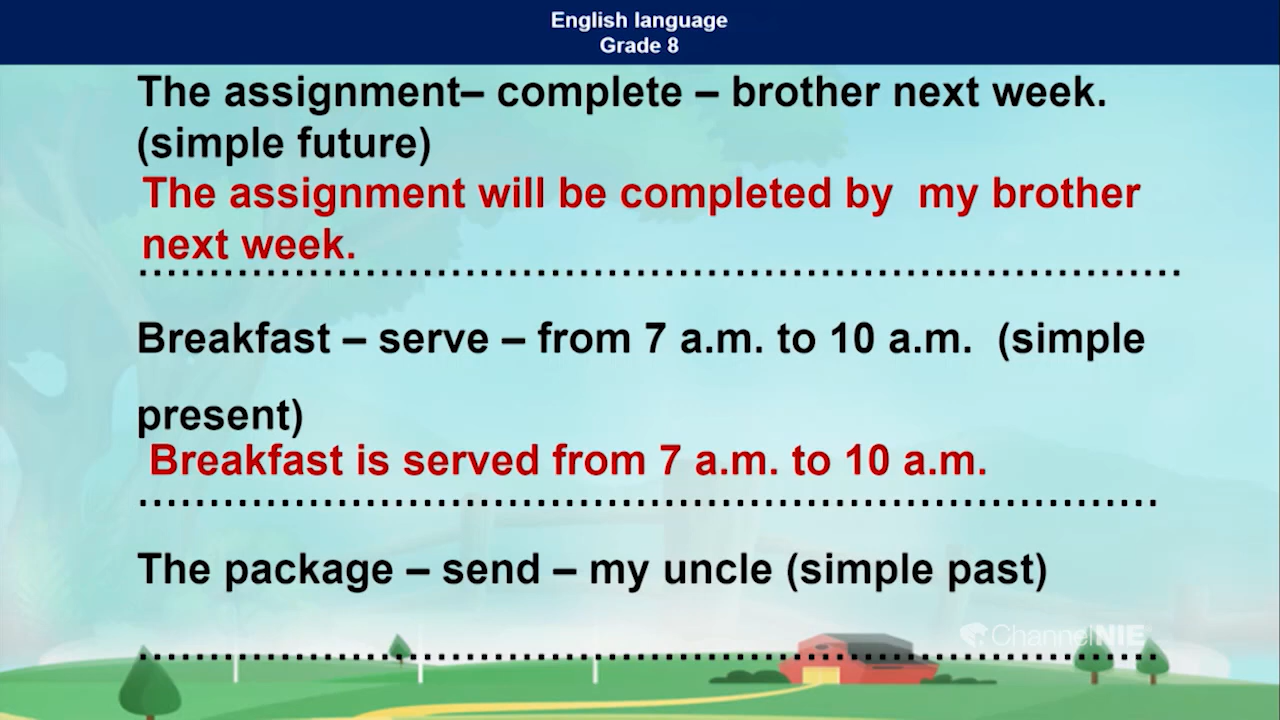 English language
Grade 8
The assignment– complete – brother next week.
(simple future)
The assignment will be completed by my brother
next week.
Breakfast – serve – from 7 a.m. to 10 a.m. (simple
present)
Breakfast is served from 7 a.m. to 10 a.m.
The package – send – my uncle (simple past)
ChannelNIE